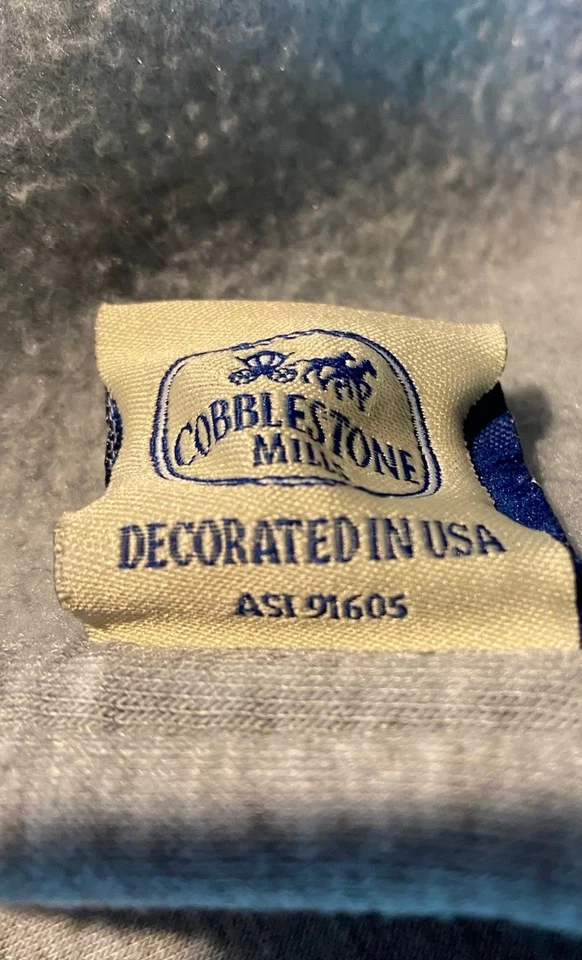 COBBLESTONE
MILLS
DECORATED IN USA
ASI 91605